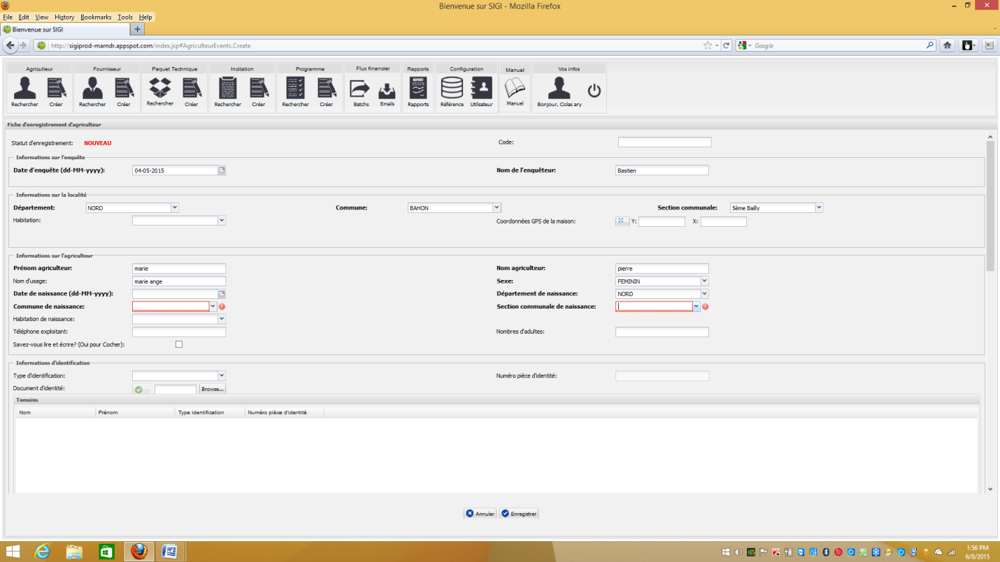 Bienvenue sur SIGI - Mozilla Firefox
File Edit View History Bookmarks Tools Help
Bienvenue sur SIGI
http://sigiprod-marndr.appspot.com/index.jsp#AgriculteurEvents.Create
Google
Agriculteur Fournisseur Paquet Technique Incitation Programme Flux financier Rapports Configuration Manuel Vos infos
REPORT
Rechercher Créer Rechercher Créer Rechercher Créer Rechercher Créer Rechercher Créer Batchs Emails Rapports Référence Utilisateur Manuel Bonjour, Colas ary
Fiche d'enregistrement d'agriculteur
Statut d'enregistrement: NOUVEAU Code:
Informations sur l'enquête
Date d'enquête (dd-MM-yyyy): 04-05-2015 Nom de l'enquêteur: Bastien
Informations sur la localité
Département: NORD Commune: BAHON Section communale: 5ème Bailly
Habitation: Coordonnées GPS de la maison: Y: X:
Informations sur l'agriculteur
Prénom agriculteur: marie Nom agriculteur: pierre
Nom d'usage: marie ange Sexe: FEMININ
Date de naissance (dd-MM-yyyy): Département de naissance: NORD
Commune de naissance: Section communale de naissance:
Habitation de naissance:
Téléphone exploitant: Nombres d'adultes:
Savez-vous lire et écrire? (Oui pour Cocher):
Informations d'identification
Type d'identification: Numéro pièce d'identité:
Document d'identité: Browse...
Temoins
Nom Prénom Type identification Numéro pièce d'identité
Annuler Enregistrer
1:56 PM
6/8/2015